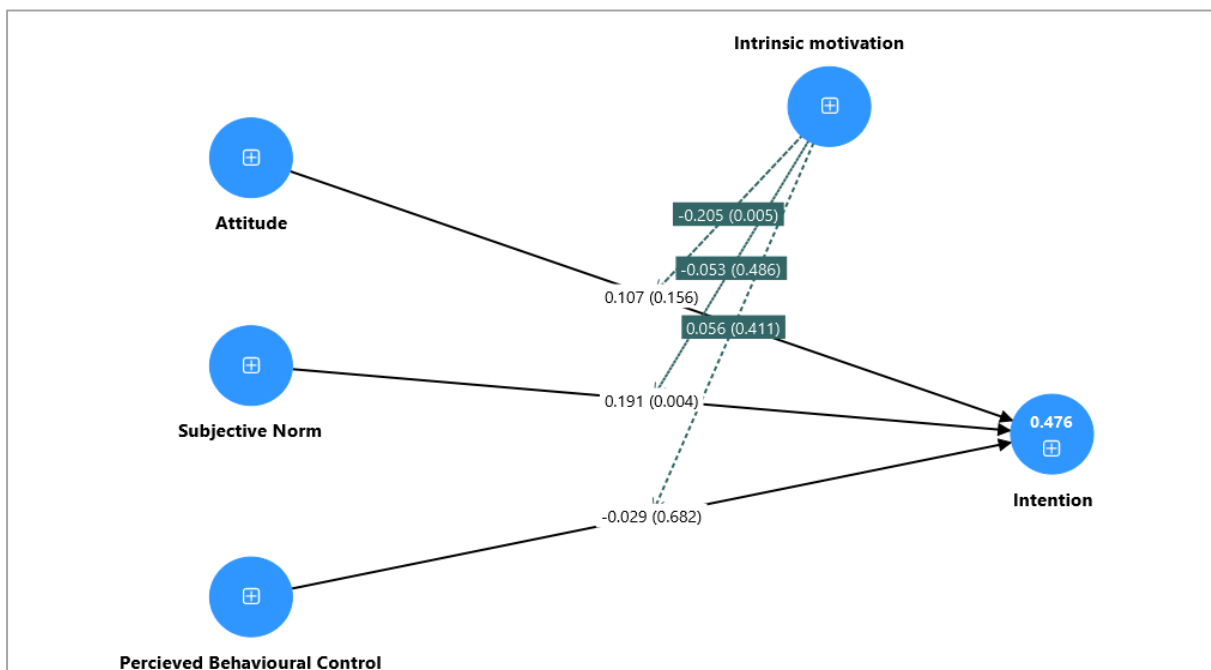 Intrinsic motivation
Attitude
-0.205 (0.005)
-0.053 (0.486)
0.107 (0.156)
0.056 (0.411)
Subjective Norm
0.191 (0.004)
0.476
Intention
-0.029 (0.682)
Percieved Behavioural Control